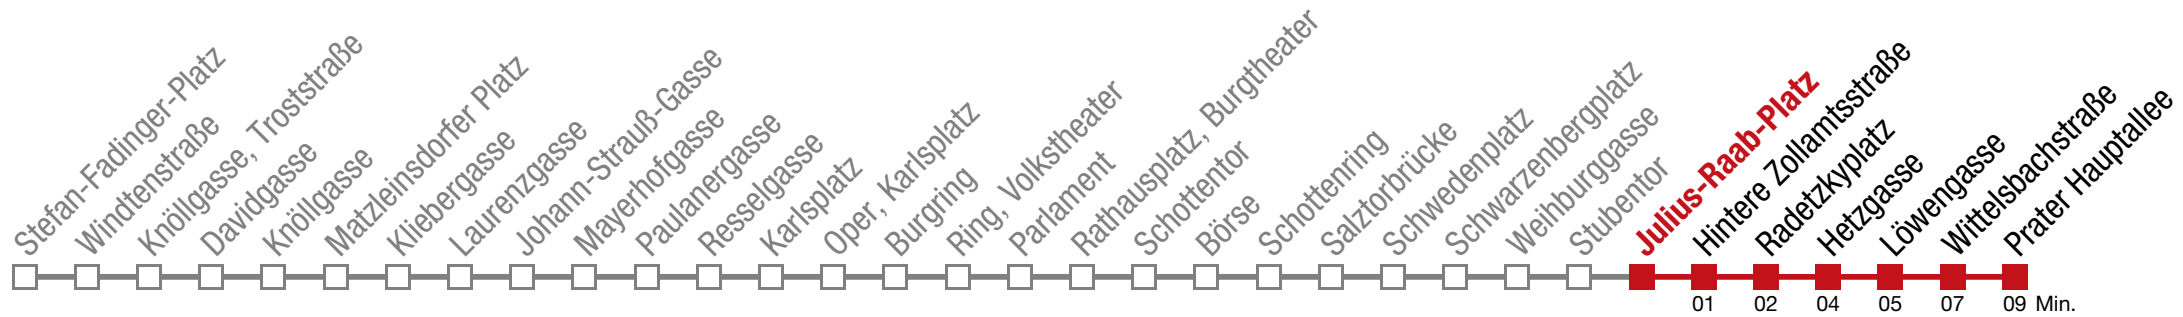 Stefan-Fadinger-Platz
Windtenstraße
Knöllgasse, Troststraße
Davidgasse
Knöllgasse
Matzleinsdorfer Platz
Kliebergasse
Laurenzgasse
Johann-Strauß-Gasse
Mayerhofgasse
Paulanergasse
Resselgasse
Karlsplatz
Oper, Karlsplatz
Burgring
Ring, Volkstheater
Parlament
Rathausplatz, Burgtheater
Schottentor
Börse
Schottenring
Salztorbrücke
Schwedenplatz
Schwarzenbergplatz
Weihburggasse
Stubentor
Julius-Raab-Platz
Hintere Zollamtsstraße
Radetzkyplatz
Hetzgasse
Löwengasse
Wittelsbachstraße
Prater Hauptallee
01 02 04 05 07 09 Min.